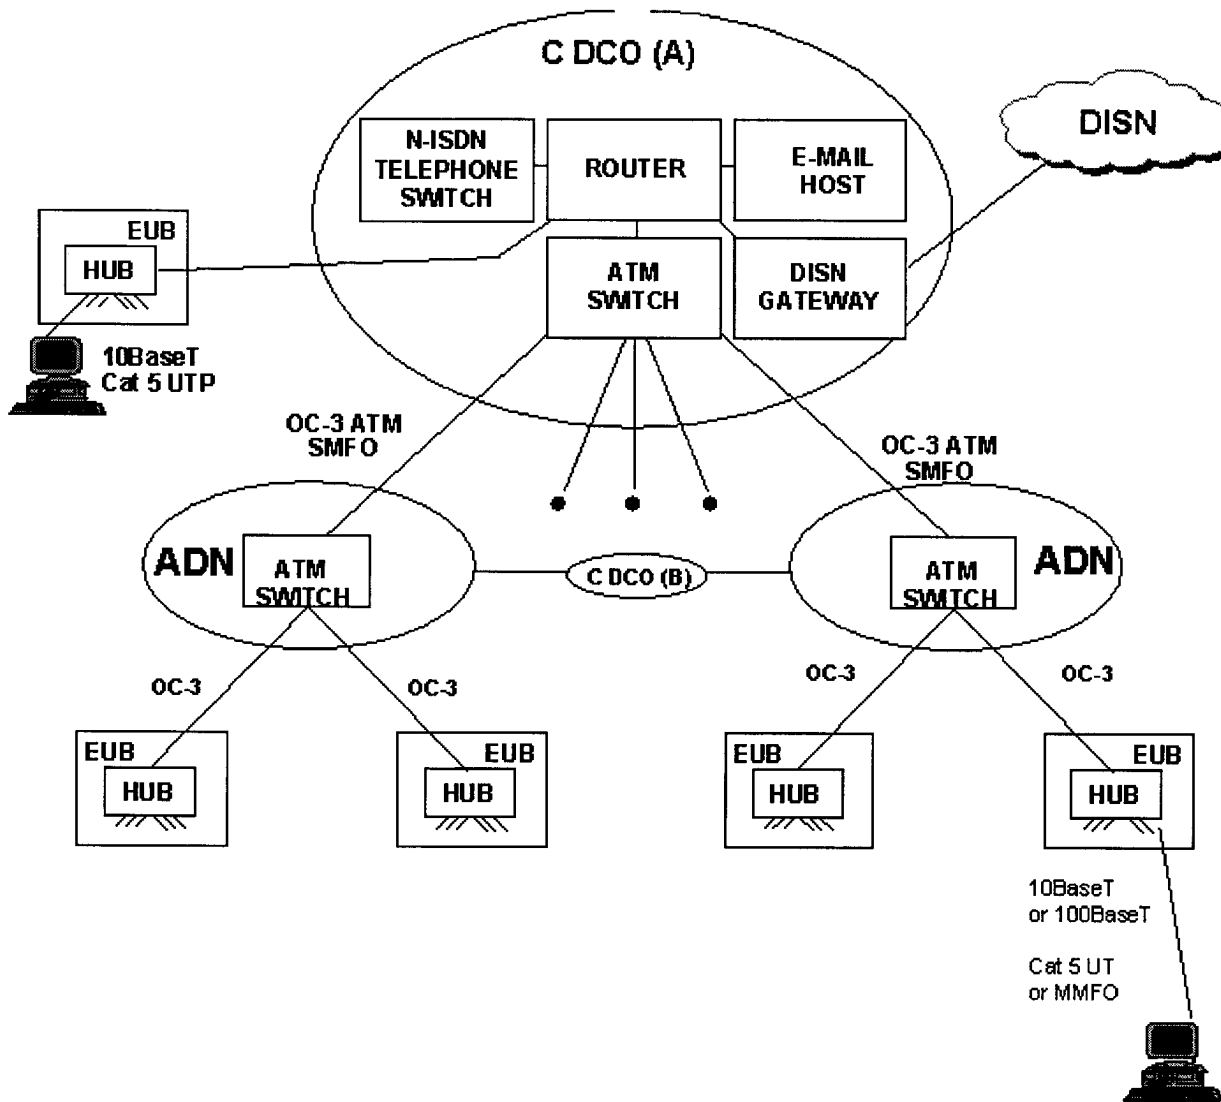 C DCO (A)
DISN
N-ISDN
TELEPHONE
SWITCH
ROUTER
E-MAIL
HOST
EUB
HUB
ATM
SWITCH
DISN
GATEWAY
10BaseT
Cat 5 UTP
OC-3 ATM
SMFO
OC-3 ATM
SMFO
ADN
ATM
SWITCH
C DCO (B)
ATM
SWITCH
ADN
OC-3
OC-3
OC-3
OC-3
EUB
HUB
EUB
HUB
EUB
HUB
EUB
HUB
10BaseT
or 100BaseT
Cat 5 UT
or MMFO